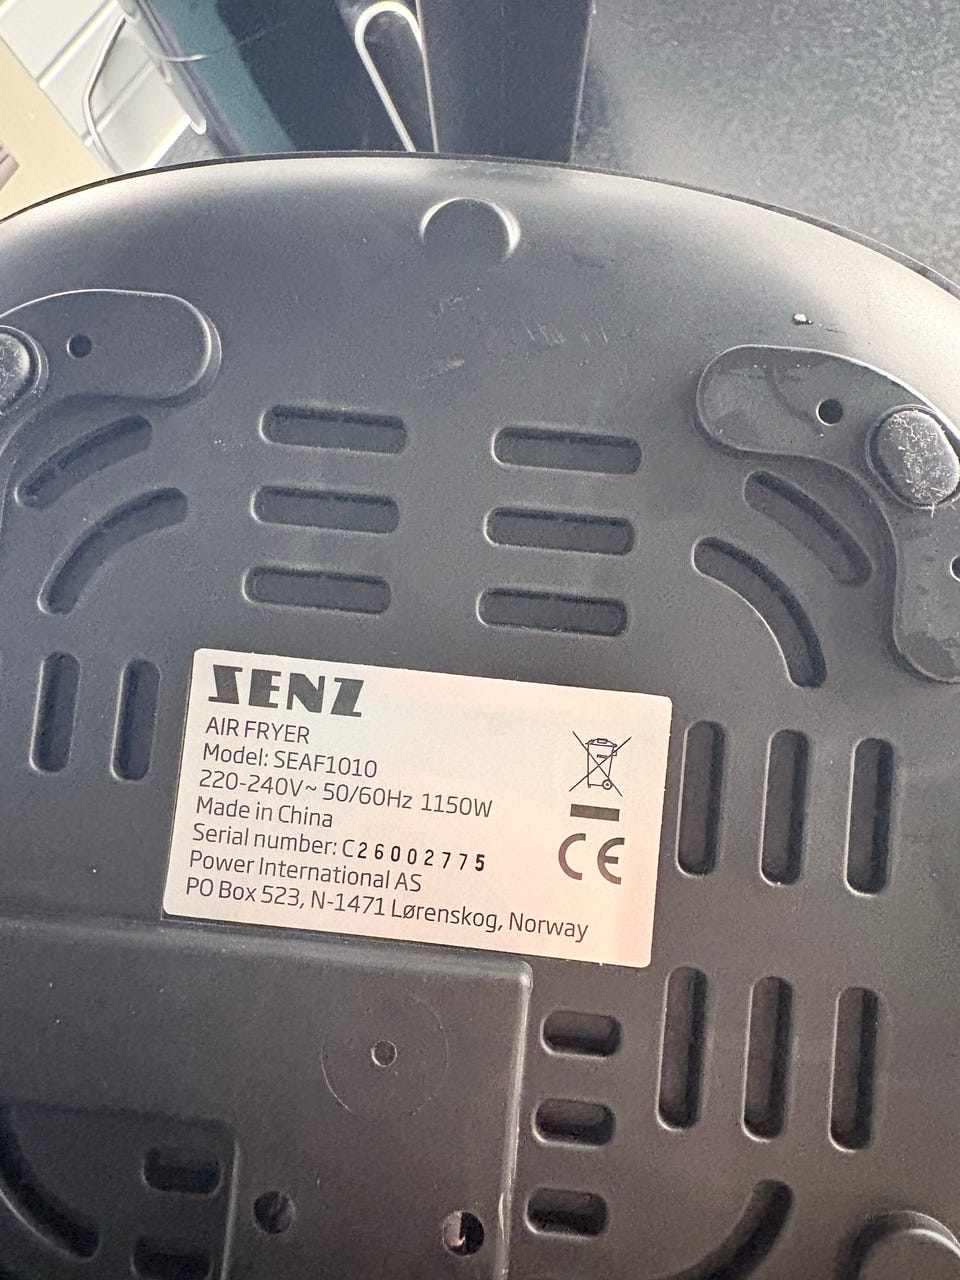 SENZ
AIR FRYER
Model: SEAF1010
220-240V~ 50/60Hz 1150W
Made in China
Serial number: C26002775
Power International AS
PO Box 523, N-1471 Lørenskog, Norway
CE